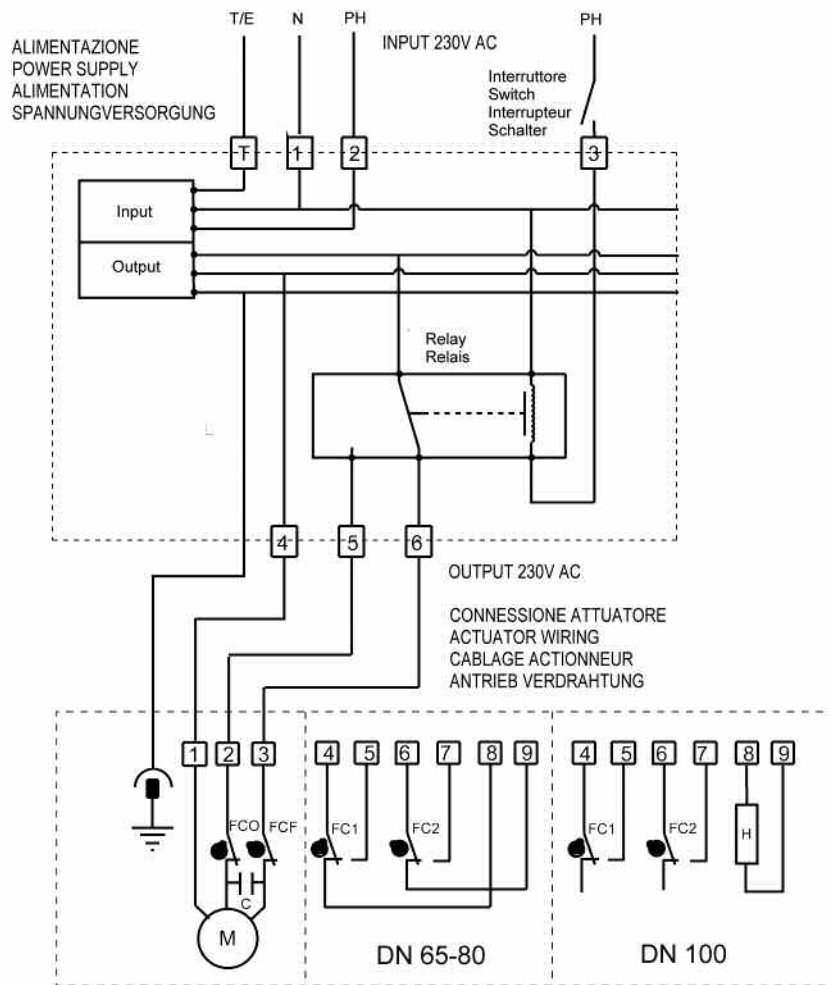 T/E N PH PH
INPUT 230V AC
ALIMENTAZIONE
POWER SUPPLY
ALIMENTATION
SPANNUNGVERSORGUNG
Interruttore
Switch
Interrupteur
Schalter
T 1 2 3
Input
Output
Relay
Relais
4 5 6
OUTPUT 230V AC
CONNESSIONE ATTUATORE
ACTUATOR WIRING
CABLAGE ACTIONNEUR
ANTRIEB VERDRAHTUNG
1 2 3 4 5 6 7 8 9 4 5 6 7 8 9
FCO FCF FC1 FC2 FC1 FC2 H
C
M
DN 65-80
DN 100